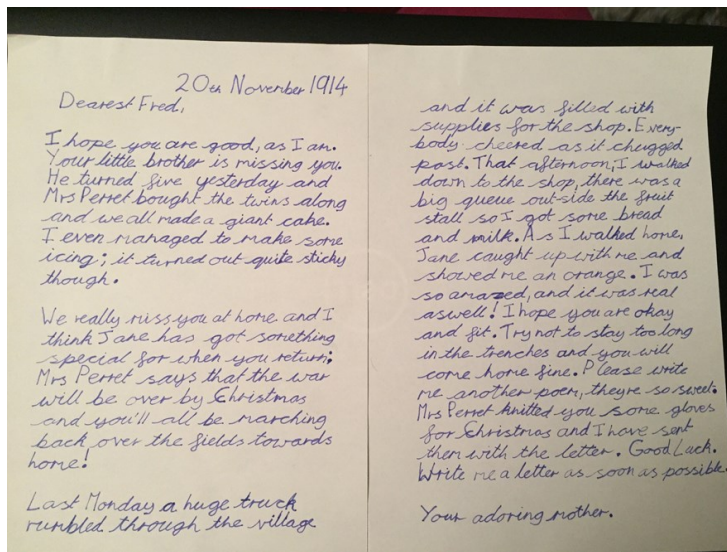 20th November 1914
Dearest Fred,
I hope you are good, as I am.
Your little brother is missing you.
He turned five yesterday and
Mrs Perret bought the twins along
and we all made a giant cake.
I even managed to make some
icing; it turned out quite sticky
though.
We really miss you at home and I
think Jane has got something
special for when you return;
Mrs Perret says that the war
will be over by Christmas
and you'll all be marching
back over the fields towards
home!
Last Monday a huge truck
rumbled through the village
and it was filled with
supplies for the shop. Every-
body cheered as it chugged
past. That afternoon, I walked
down to the shop, there was a
big queue out-side the fruit
stall so I got some bread
and milk. As I walked home,
Jane caught up with me and
showed me an orange. I was
so amazed, and it was real
aswell! I hope you are okay
and fit. Try not to stay too long
in the trenches and you will
come home fine. Please write
me another poem, theyre so sweet.
Mrs Perret knitted you some gloves
for Christmas and I have sent
them with the letter. Good Luck.
Write me a letter as soon as possible.
Your adoring mother.